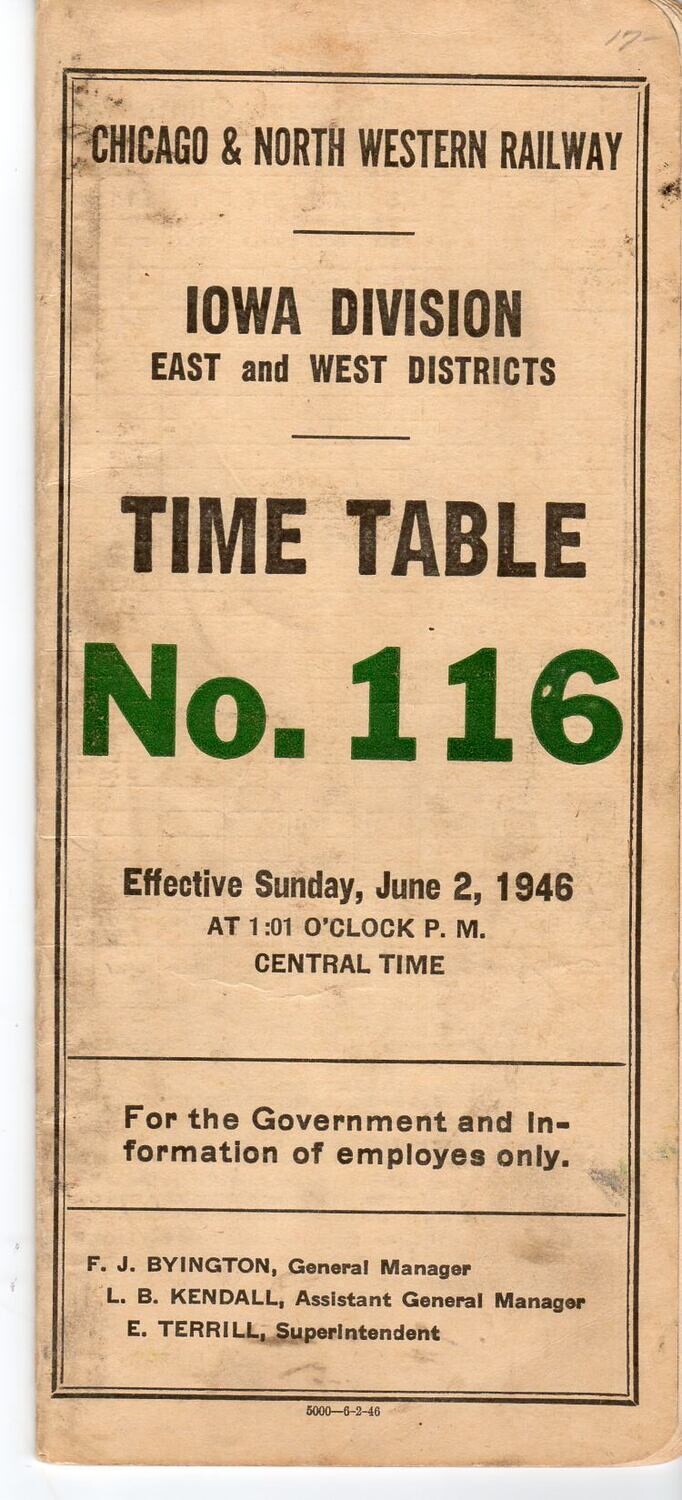 17-
CHICAGO & NORTH WESTERN RAILWAY
IOWA DIVISION
EAST and WEST DISTRICTS
TIME TABLE
No. 116
Effective Sunday, June 2, 1946
AT 1:01 O'CLOCK P. M.
CENTRAL TIME
For the Government and In-
formation of employes only.
F. J. BYINGTON, General Manager
L. B. KENDALL, Assistant General Manager
E. TERRILL, Superintendent
5000—6-2-46